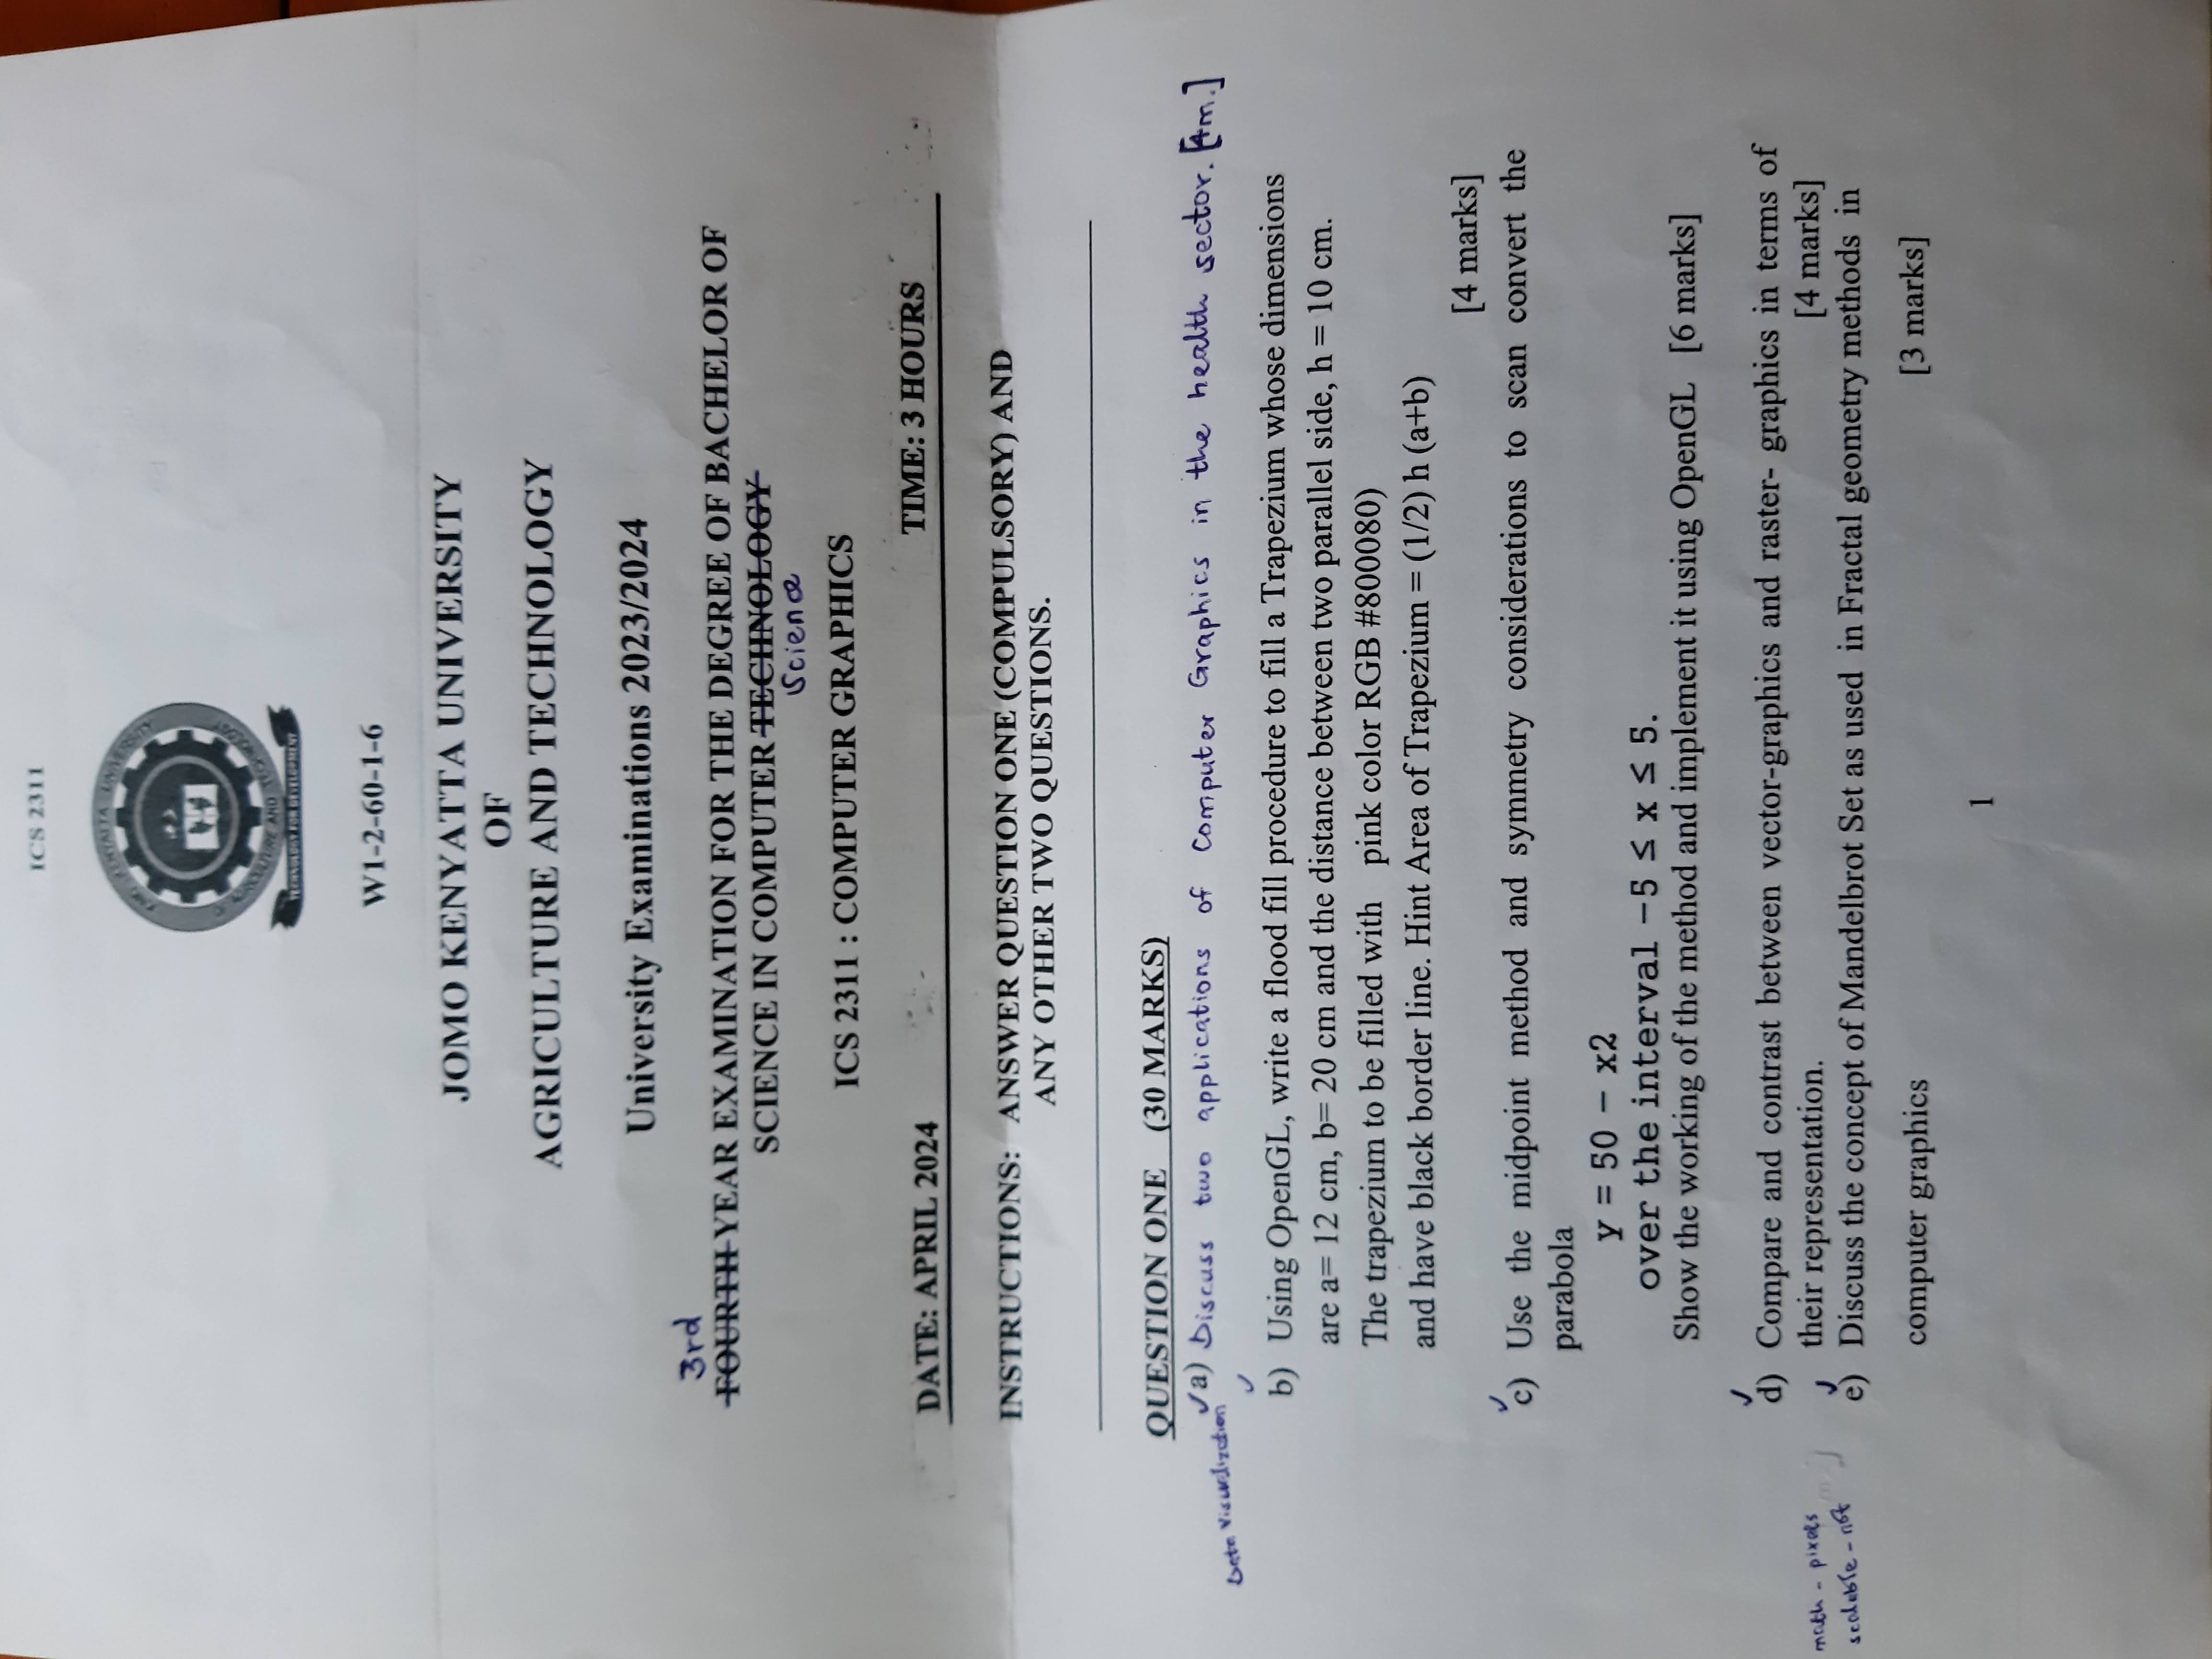 ICS 2311
JOMO KENYATTA UNIVERSITY
OF AGRICULTURE AND TECHNOLOGY
TECHNOLOGY FOR DEVELOPMENT
W1-2-60-1-6
JOMO KENYATTA UNIVERSITY
OF
AGRICULTURE AND TECHNOLOGY
University Examinations 2023/2024
3rd
FOURTH YEAR EXAMINATION FOR THE DEGREE OF BACHELOR OF
SCIENCE IN COMPUTER TECHNOLOGY
Science
ICS 2311 : COMPUTER GRAPHICS
DATE: APRIL 2024 TIME: 3 HOURS
INSTRUCTIONS: ANSWER QUESTION ONE (COMPULSORY) AND
ANY OTHER TWO QUESTIONS.
QUESTION ONE (30 MARKS)
✓a) Discuss two applications of Computer Graphics in the health sector. [4m.]
Data Visualization
✓
b) Using OpenGL, write a flood fill procedure to fill a Trapezium whose dimensions
are a= 12 cm, b= 20 cm and the distance between two parallel side, h = 10 cm.
The trapezium to be filled with pink color RGB #800080)
and have black border line. Hint Area of Trapezium = (1/2) h (a+b)
[4 marks]
✓
c) Use the midpoint method and symmetry considerations to scan convert the
parabola
y = 50 – x2
over the interval –5 ≤ x ≤ 5.
Show the working of the method and implement it using OpenGL [6 marks]
✓
d) Compare and contrast between vector-graphics and raster- graphics in terms of
their representation. [4 marks]
math - pixels
scalable - not
✓
e) Discuss the concept of Mandelbrot Set as used in Fractal geometry methods in
computer graphics [3 marks]
1